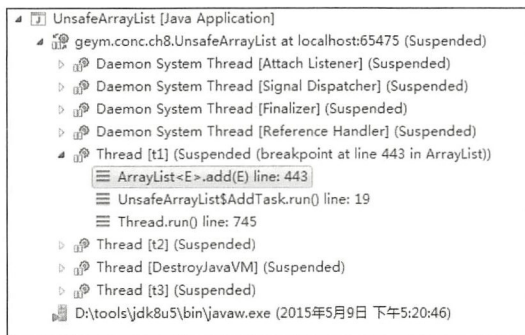 UnsafeArrayList [Java Application]
geym.conc.ch8.UnsafeArrayList at localhost:65475 (Suspended)
Daemon System Thread [Attach Listener] (Suspended)
Daemon System Thread [Signal Dispatcher] (Suspended)
Daemon System Thread [Finalizer] (Suspended)
Daemon System Thread [Reference Handler] (Suspended)
Thread [t1] (Suspended (breakpoint at line 443 in ArrayList))
ArrayList<E>.add(E) line: 443
UnsafeArrayList$AddTask.run() line: 19
Thread.run() line: 745
Thread [t2] (Suspended)
Thread [DestroyJavaVM] (Suspended)
Thread [t3] (Suspended)
D:\tools\jdk8u5\bin\javaw.exe (2015年5月9日 下午5:20:46)